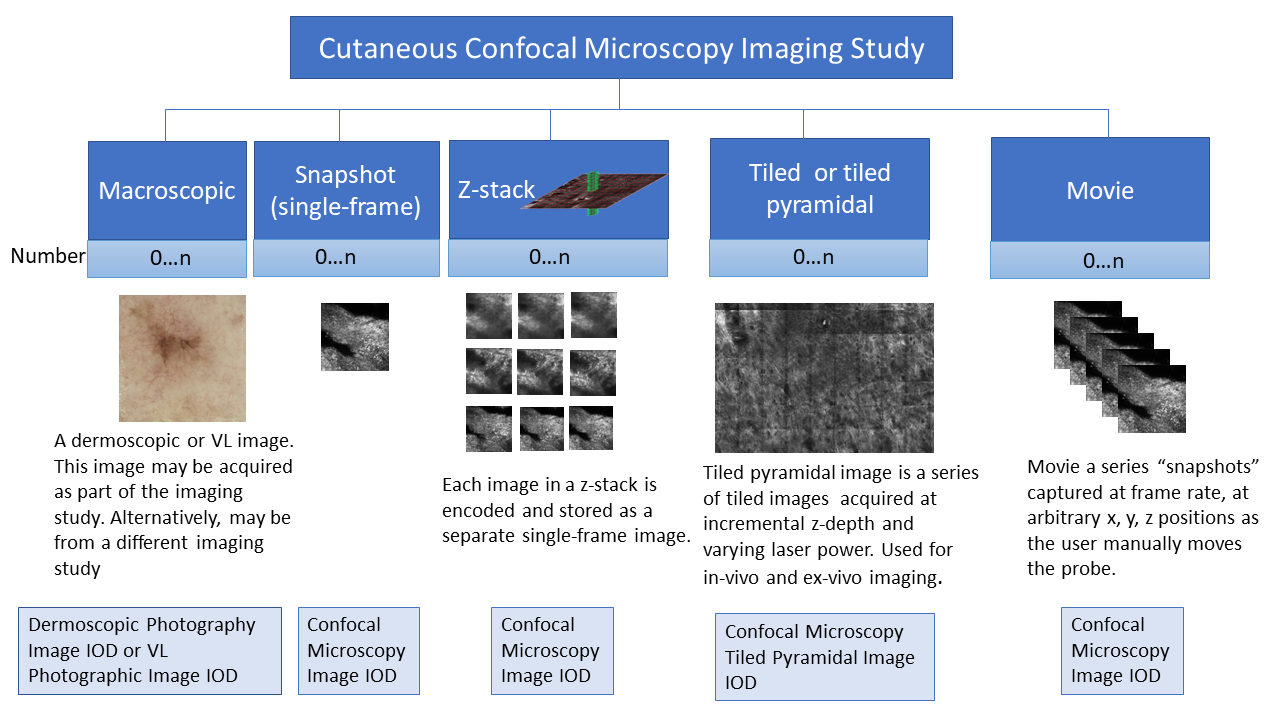 Cutaneous Confocal Microscopy Imaging Study
Macroscopic
Snapshot
(single-frame)
Z-stack
Tiled or tiled
pyramidal
Movie
Number
0...n
0...n
0...n
0...n
0...n
A dermoscopic or VL image.
This image may be acquired
as part of the imaging
study. Alternatively, may be
from a different imaging
study
Each image in a z-stack is
encoded and stored as a
separate single-frame image.
Tiled pyramidal image is a series
of tiled images acquired at
incremental z-depth and
varying laser power. Used for
in-vivo and ex-vivo imaging.
Movie a series “snapshots”
captured at frame rate, at
arbitrary x, y, z positions as
the user manually moves
the probe.
Dermoscopic Photography
Image IOD or VL
Photographic Image IOD
Confocal
Microscopy
Image IOD
Confocal
Microscopy
Image IOD
Confocal Microscopy
Tiled Pyramidal Image
IOD
Confocal
Microscopy
Image IOD